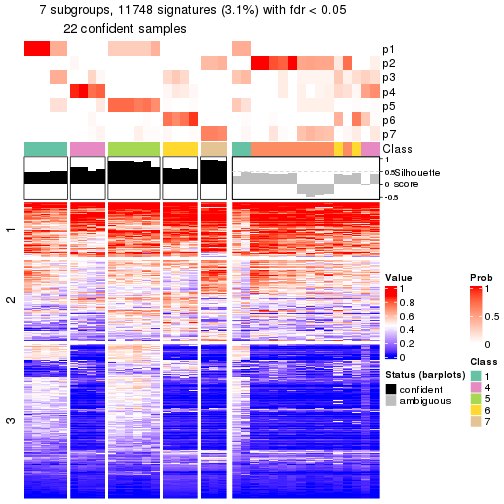 7 subgroups, 11748 signatures (3.1%) with fdr < 0.05
22 confident samples
p1
p2
p3
p4
p5
p6
p7
Class
1
0.5
0
-0.5
Silhouette
score
1
2
3
Value
1
0.8
0.6
0.4
0.2
0
Prob
1
0.5
0
Status (barplots)
confident
ambiguous
Class
1
4
5
6
7